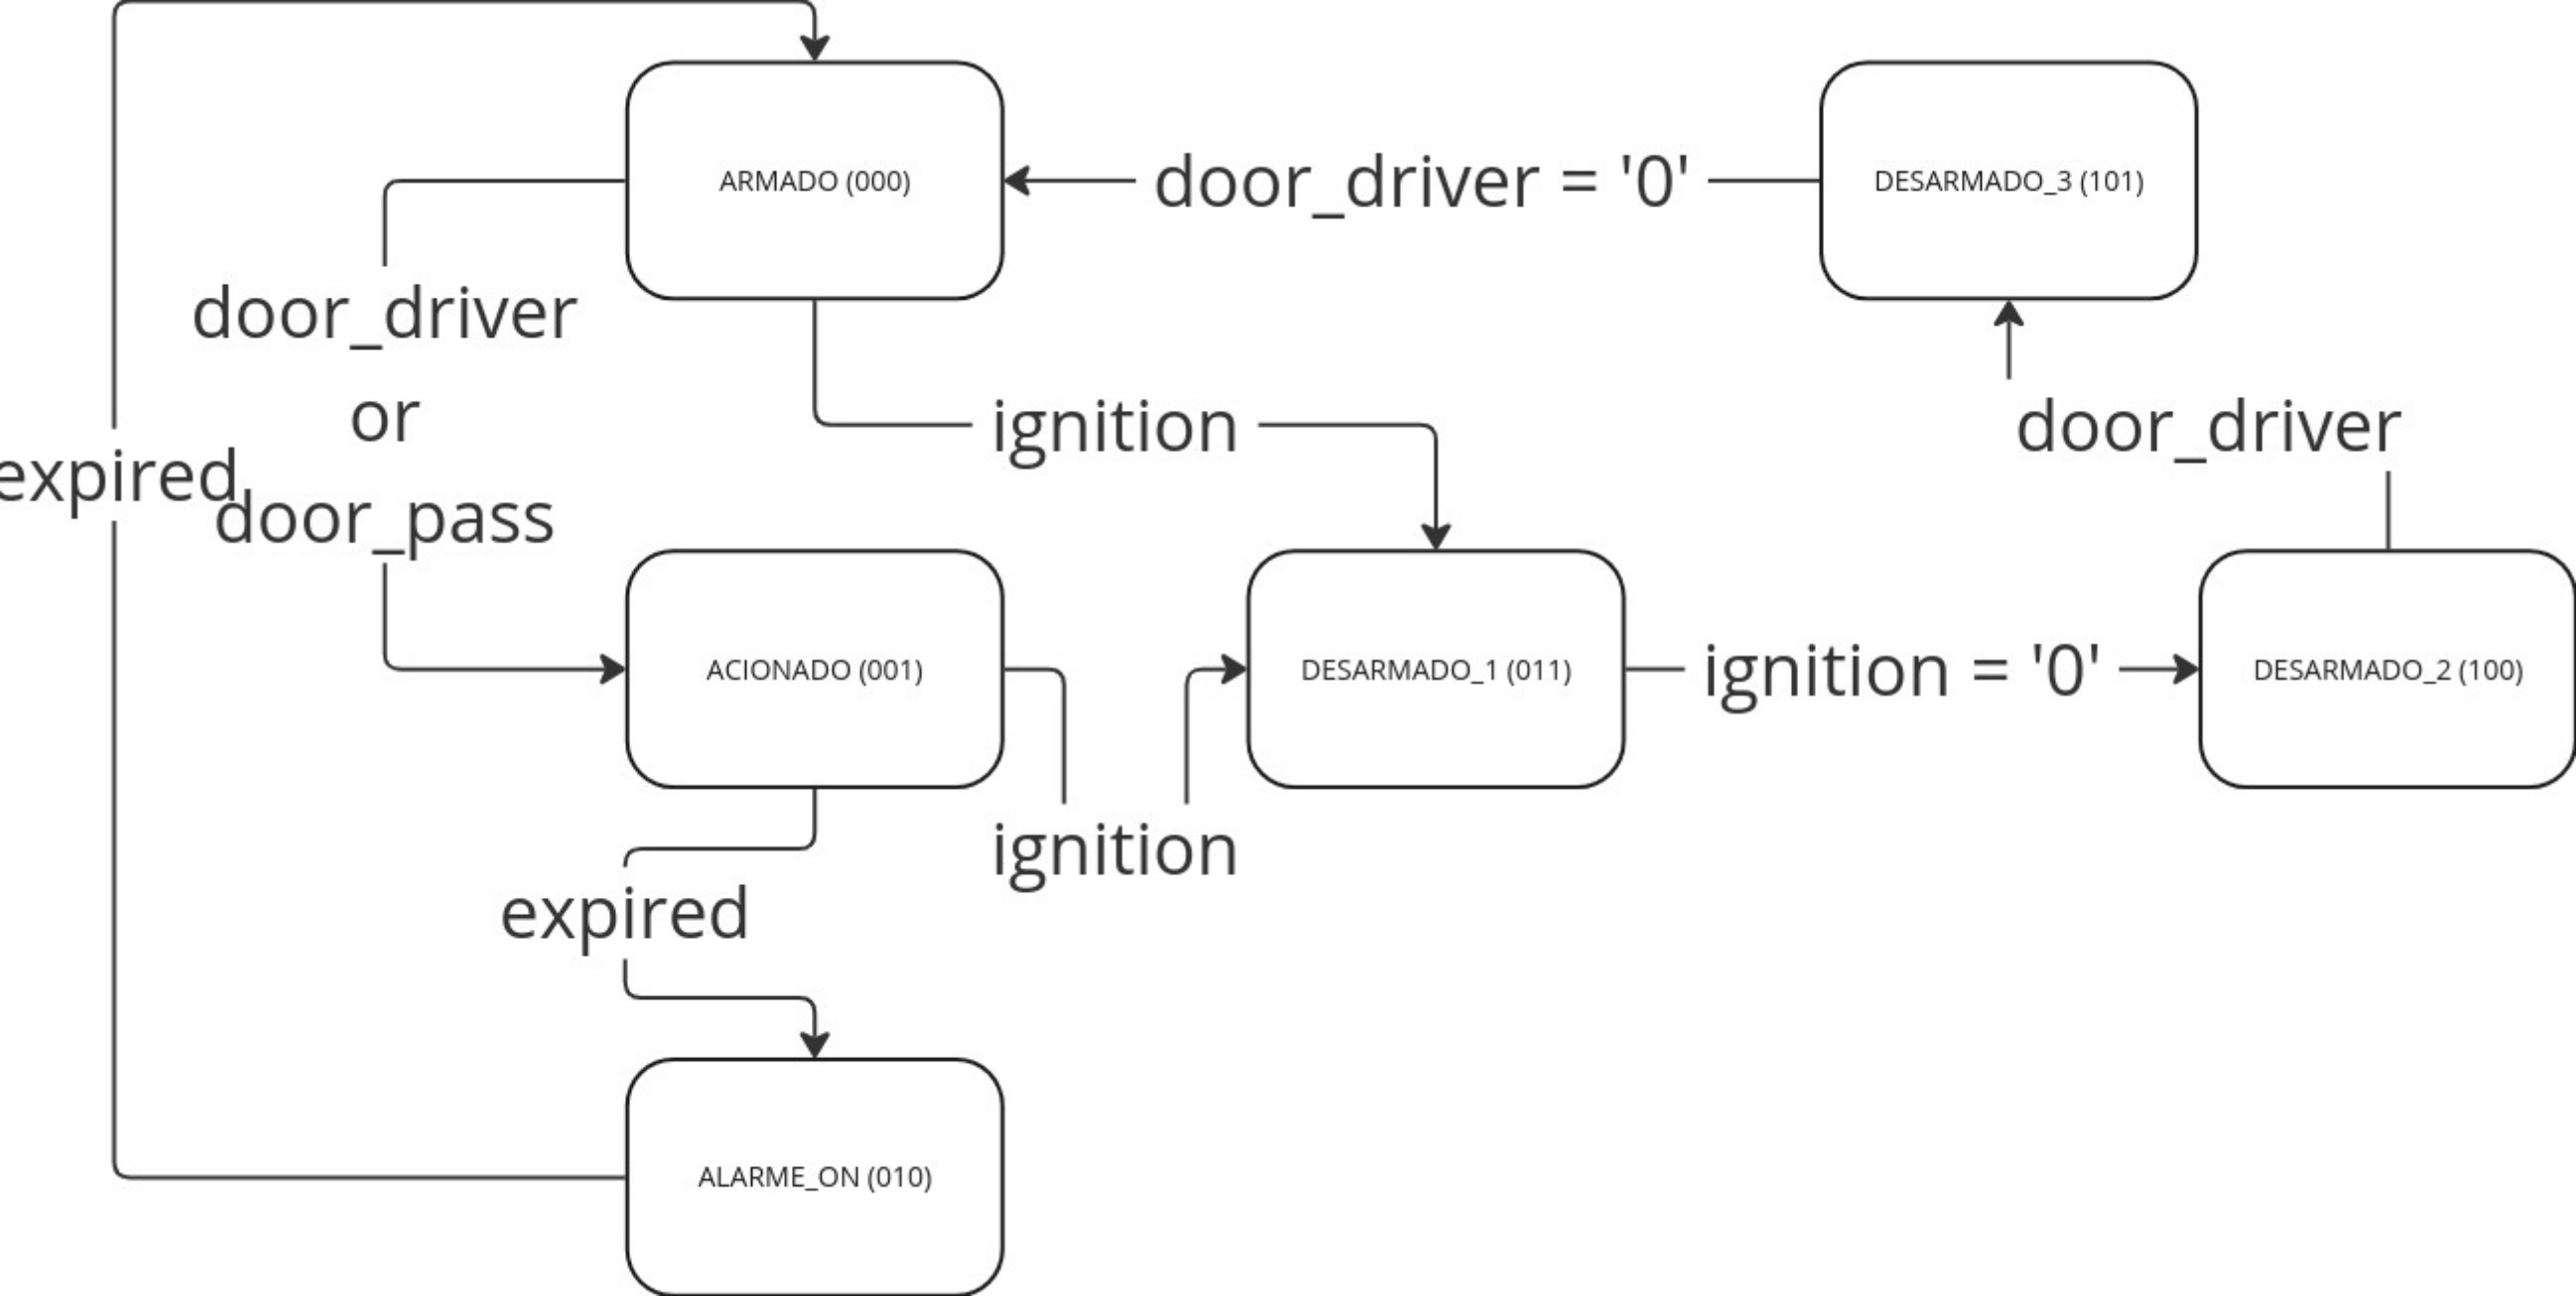 ARMADO (000)
door_driver = '0'
DESARMADO_3 (101)
door_driver
or
door_pass
expired
ignition
door_driver
ACIONADO (001)
DESARMADO_1 (011)
ignition = '0'
DESARMADO_2 (100)
ignition
expired
ALARME_ON (010)